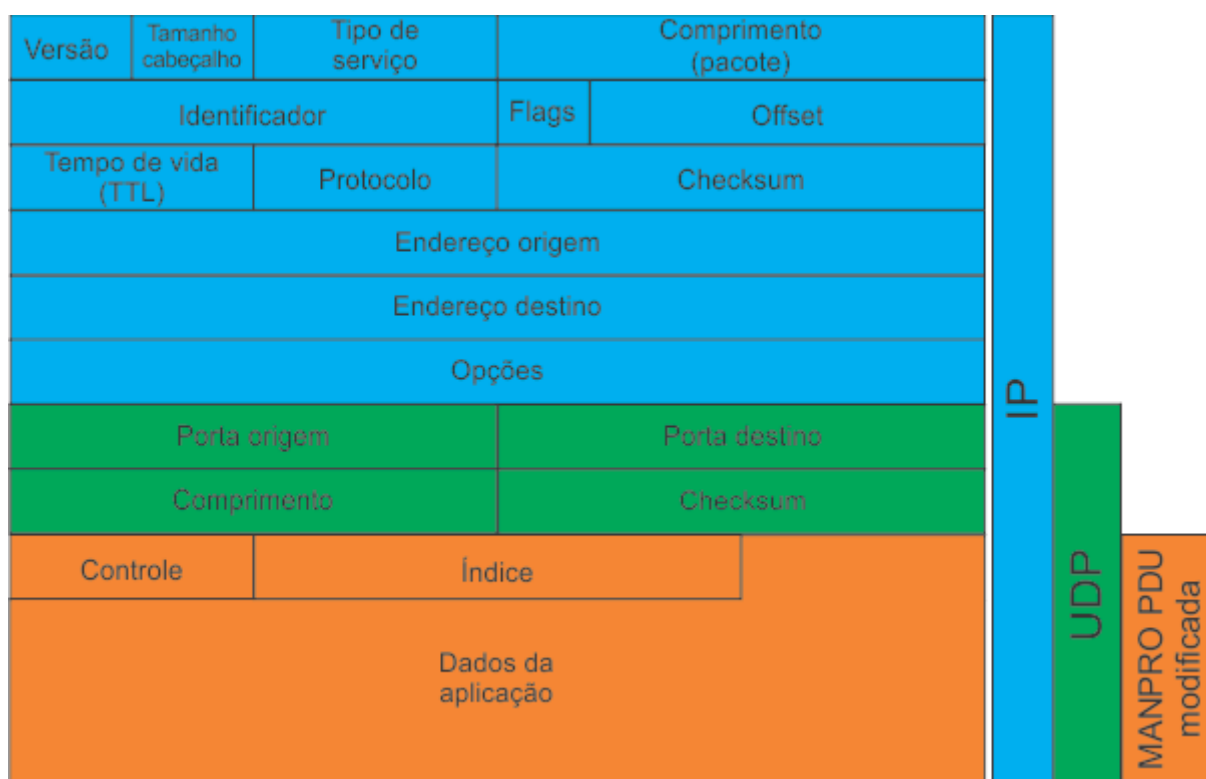 Versão
Tamanho
cabeçalho
Tipo de
serviço
Comprimento
(pacote)
Identificador
Flags
Offset
Tempo de vida
(TTL)
Protocolo
Checksum
Endereço origem
Endereço destino
Opções
Porta origem
Porta destino
Comprimento
Checksum
Controle
Índice
Dados da
aplicação
IP
UDP
MANPRO PDU
modificada